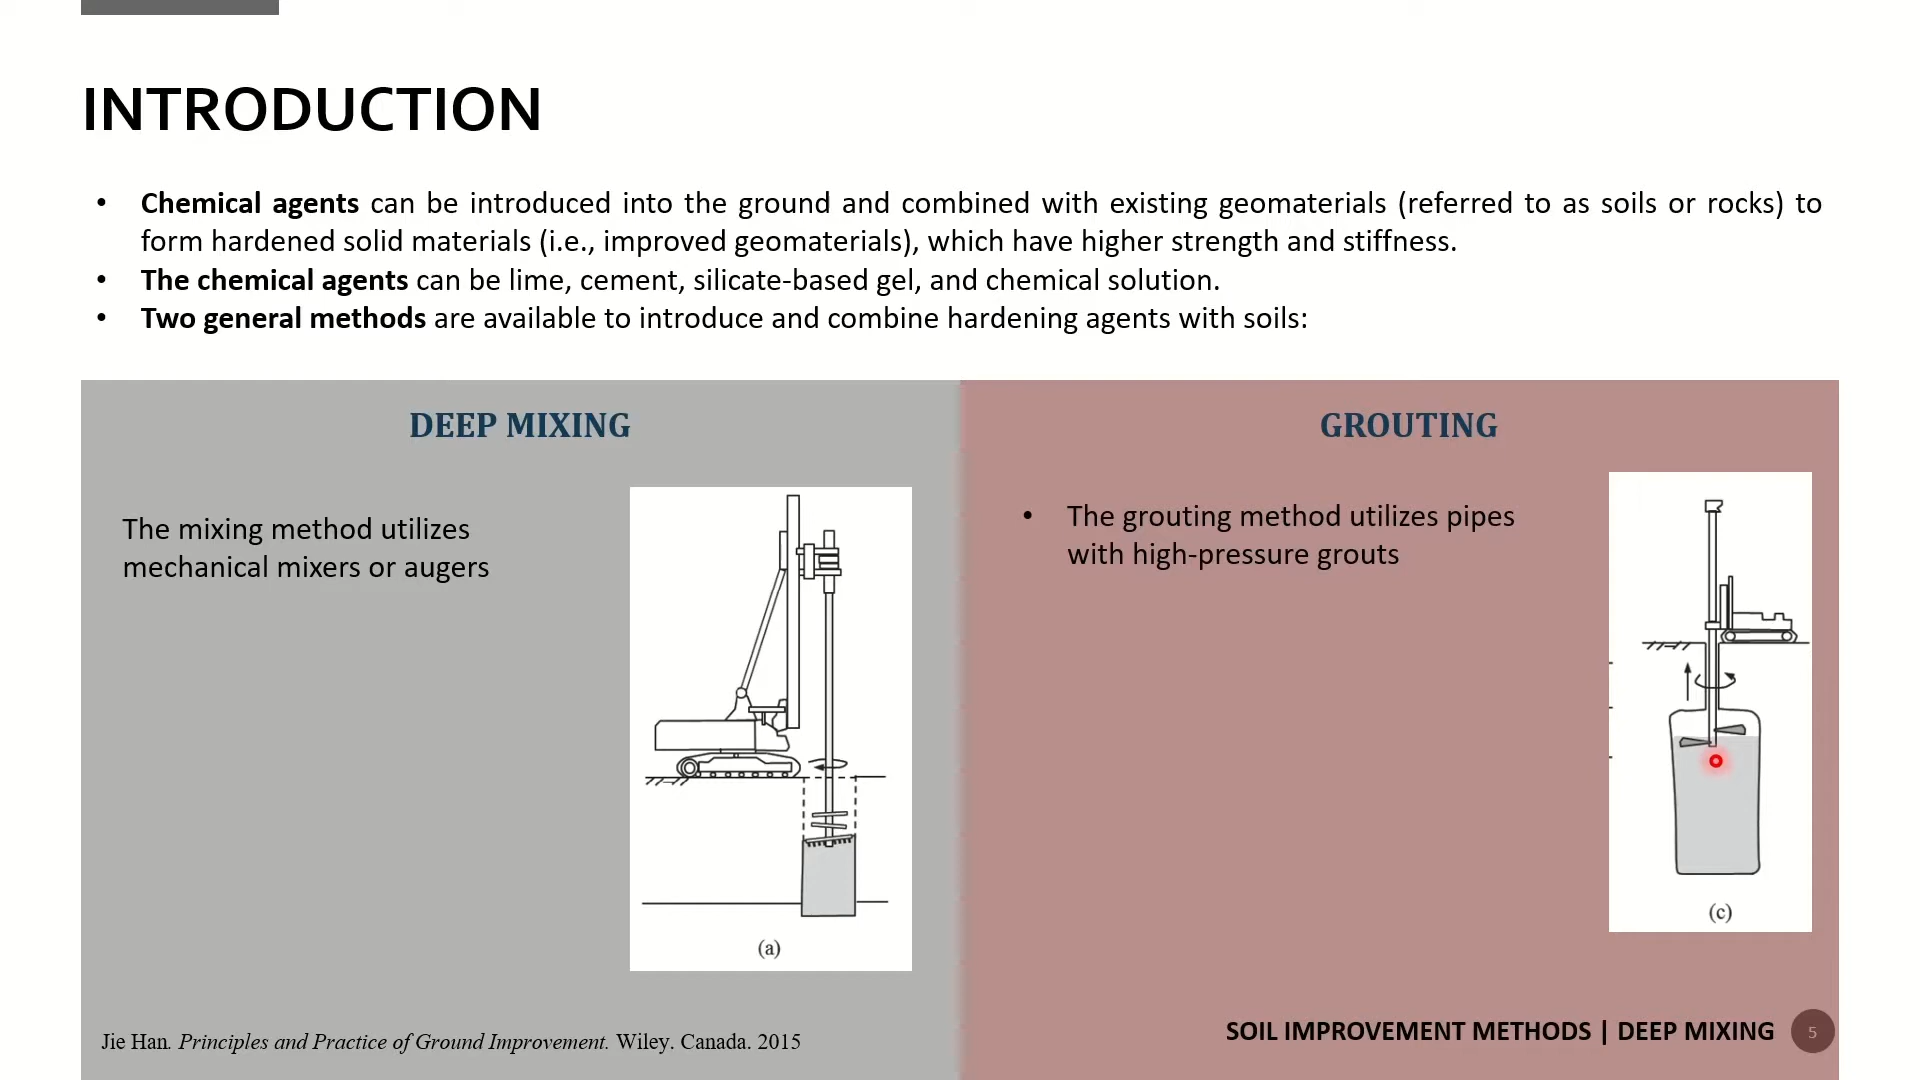 INTRODUCTION
• Chemical agents can be introduced into the ground and combined with existing geomaterials (referred to as soils or rocks) to
form hardened solid materials (i.e., improved geomaterials), which have higher strength and stiffness.
• The chemical agents can be lime, cement, silicate-based gel, and chemical solution.
• Two general methods are available to introduce and combine hardening agents with soils:
DEEP MIXING
The mixing method utilizes
mechanical mixers or augers
(a)
GROUTING
• The grouting method utilizes pipes
with high-pressure grouts
(c)
Jie Han. Principles and Practice of Ground Improvement. Wiley. Canada. 2015
SOIL IMPROVEMENT METHODS | DEEP MIXING
5